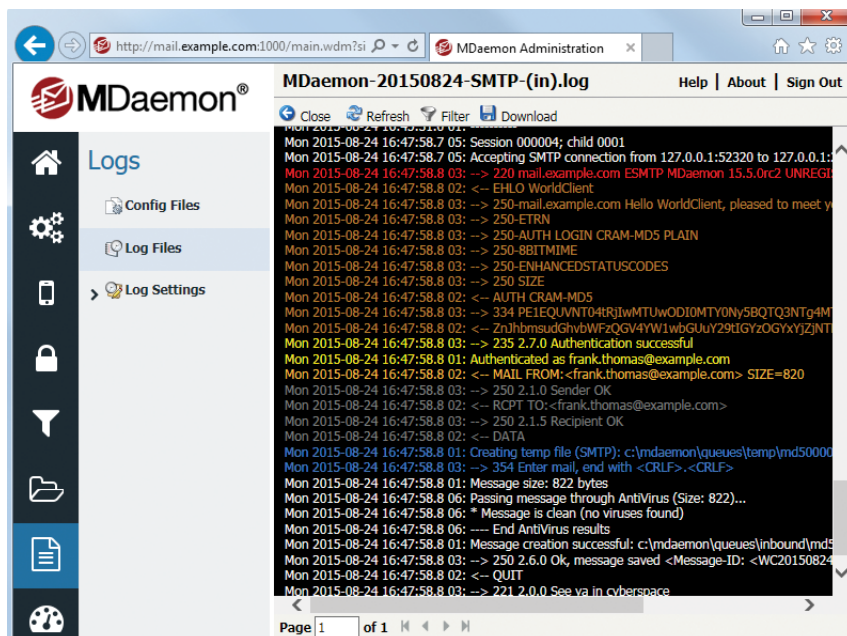 http://mail.example.com:1000/main.wdm?si
MDaemon Administration
MDaemon®
MDaemon-20150824-SMTP-(in).log
Help | About | Sign Out
Close Refresh Filter Download
Logs
Config Files
Log Files
Log Settings
Mon 2015-08-24 16:47:58.7 05: Session 000004; child 0001
Mon 2015-08-24 16:47:58.7 05: Accepting SMTP connection from 127.0.0.1:52320 to 127.0.0.1:
Mon 2015-08-24 16:47:58.8 03: --> 220 mail.example.com ESMTP MDaemon 15.5.0rc2 UNREGI
Mon 2015-08-24 16:47:58.8 02: <-- EHLO WorldClient
Mon 2015-08-24 16:47:58.8 03: --> 250-mail.example.com Hello WorldClient, pleased to meet y
Mon 2015-08-24 16:47:58.8 03: --> 250-ETRN
Mon 2015-08-24 16:47:58.8 03: --> 250-AUTH LOGIN CRAM-MD5 PLAIN
Mon 2015-08-24 16:47:58.8 03: --> 250-8BITMIME
Mon 2015-08-24 16:47:58.8 03: --> 250-ENHANCEDSTATUSCODES
Mon 2015-08-24 16:47:58.8 03: --> 250 SIZE
Mon 2015-08-24 16:47:58.8 02: <-- AUTH CRAM-MD5
Mon 2015-08-24 16:47:58.8 03: --> 334
Mon 2015-08-24 16:47:58.8 02: <--
Mon 2015-08-24 16:47:58.8 03: --> 235 2.7.0 Authentication successful
Mon 2015-08-24 16:47:58.8 01: Authenticated as frank.thomas@example.com
Mon 2015-08-24 16:47:58.8 02: <-- MAIL FROM:<frank.thomas@example.com> SIZE=820
Mon 2015-08-24 16:47:58.8 03: --> 250 2.1.0 Sender OK
Mon 2015-08-24 16:47:58.8 02: <-- RCPT TO:<frank.thomas@example.com>
Mon 2015-08-24 16:47:58.8 03: --> 250 2.1.5 Recipient OK
Mon 2015-08-24 16:47:58.8 02: <-- DATA
Mon 2015-08-24 16:47:58.8 01: Creating temp file (SMTP): c:\mdaemon\queues\temp\md50000
Mon 2015-08-24 16:47:58.8 03: --> 354 Enter mail, end with <CRLF>.<CRLF>
Mon 2015-08-24 16:47:58.8 01: Message size: 822 bytes
Mon 2015-08-24 16:47:58.8 06: Passing message through AntiVirus (Size: 822)...
Mon 2015-08-24 16:47:58.8 06: * Message is clean (no viruses found)
Mon 2015-08-24 16:47:58.8 06: ---- End AntiVirus results
Mon 2015-08-24 16:47:58.8 01: Message creation successful: c:\mdaemon\queues\inbound\md5
Mon 2015-08-24 16:47:58.8 03: --> 250 2.6.0 Ok, message saved <Message-ID: <WC20150824
Mon 2015-08-24 16:47:58.8 02: <-- QUIT
Mon 2015-08-24 16:47:58.8 03: --> 221 2.0.0 See ya in cyberspace
Page 1 of 1